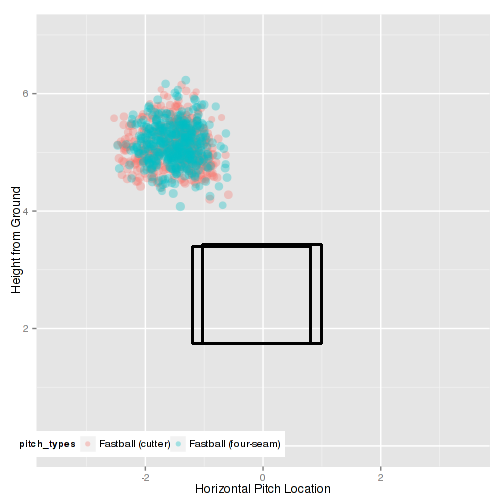 Height from Ground
6
4
2
-2
0
2
Horizontal Pitch Location
pitch_types
Fastball (cutter)
Fastball (four-seam)